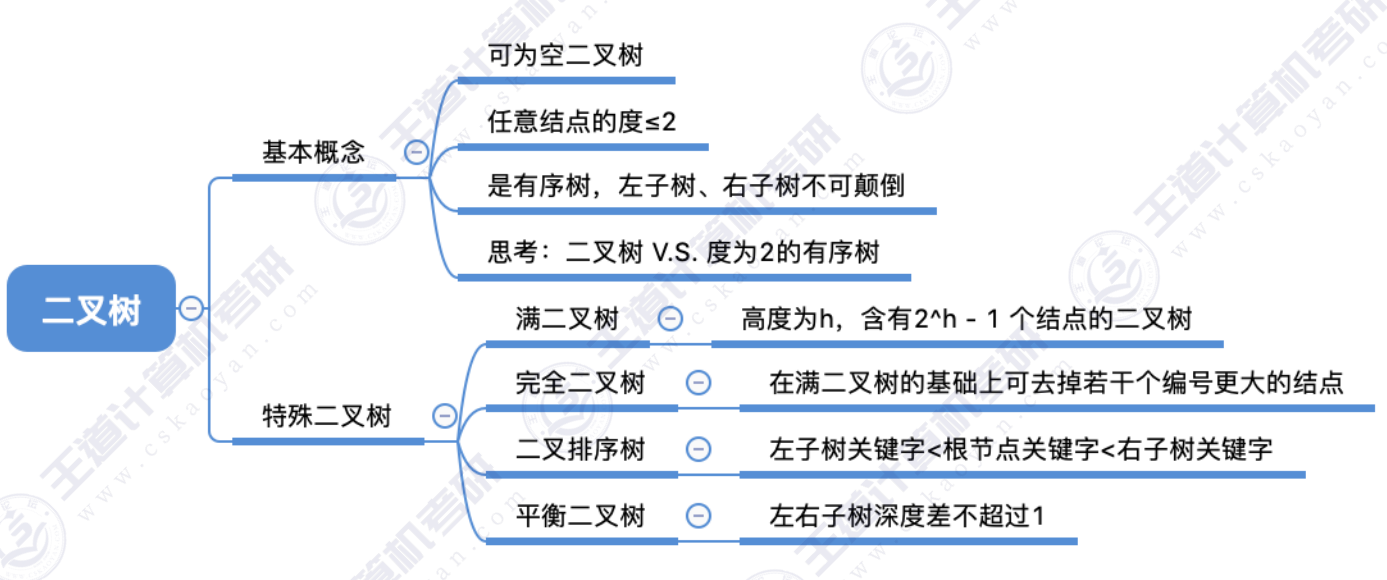 可为空二叉树
任意结点的度≤2
基本概念
是有序树，左子树、右子树不可颠倒
思考：二叉树 V.S. 度为2的有序树
二叉树
满二叉树
高度为h，含有2^h - 1 个结点的二叉树
完全二叉树
在满二叉树的基础上可去掉若干个编号更大的结点
特殊二叉树
二叉排序树
左子树关键字<根节点关键字<右子树关键字
平衡二叉树
左右子树深度差不超过1
王道计算机考研
www.cskaoyan.com